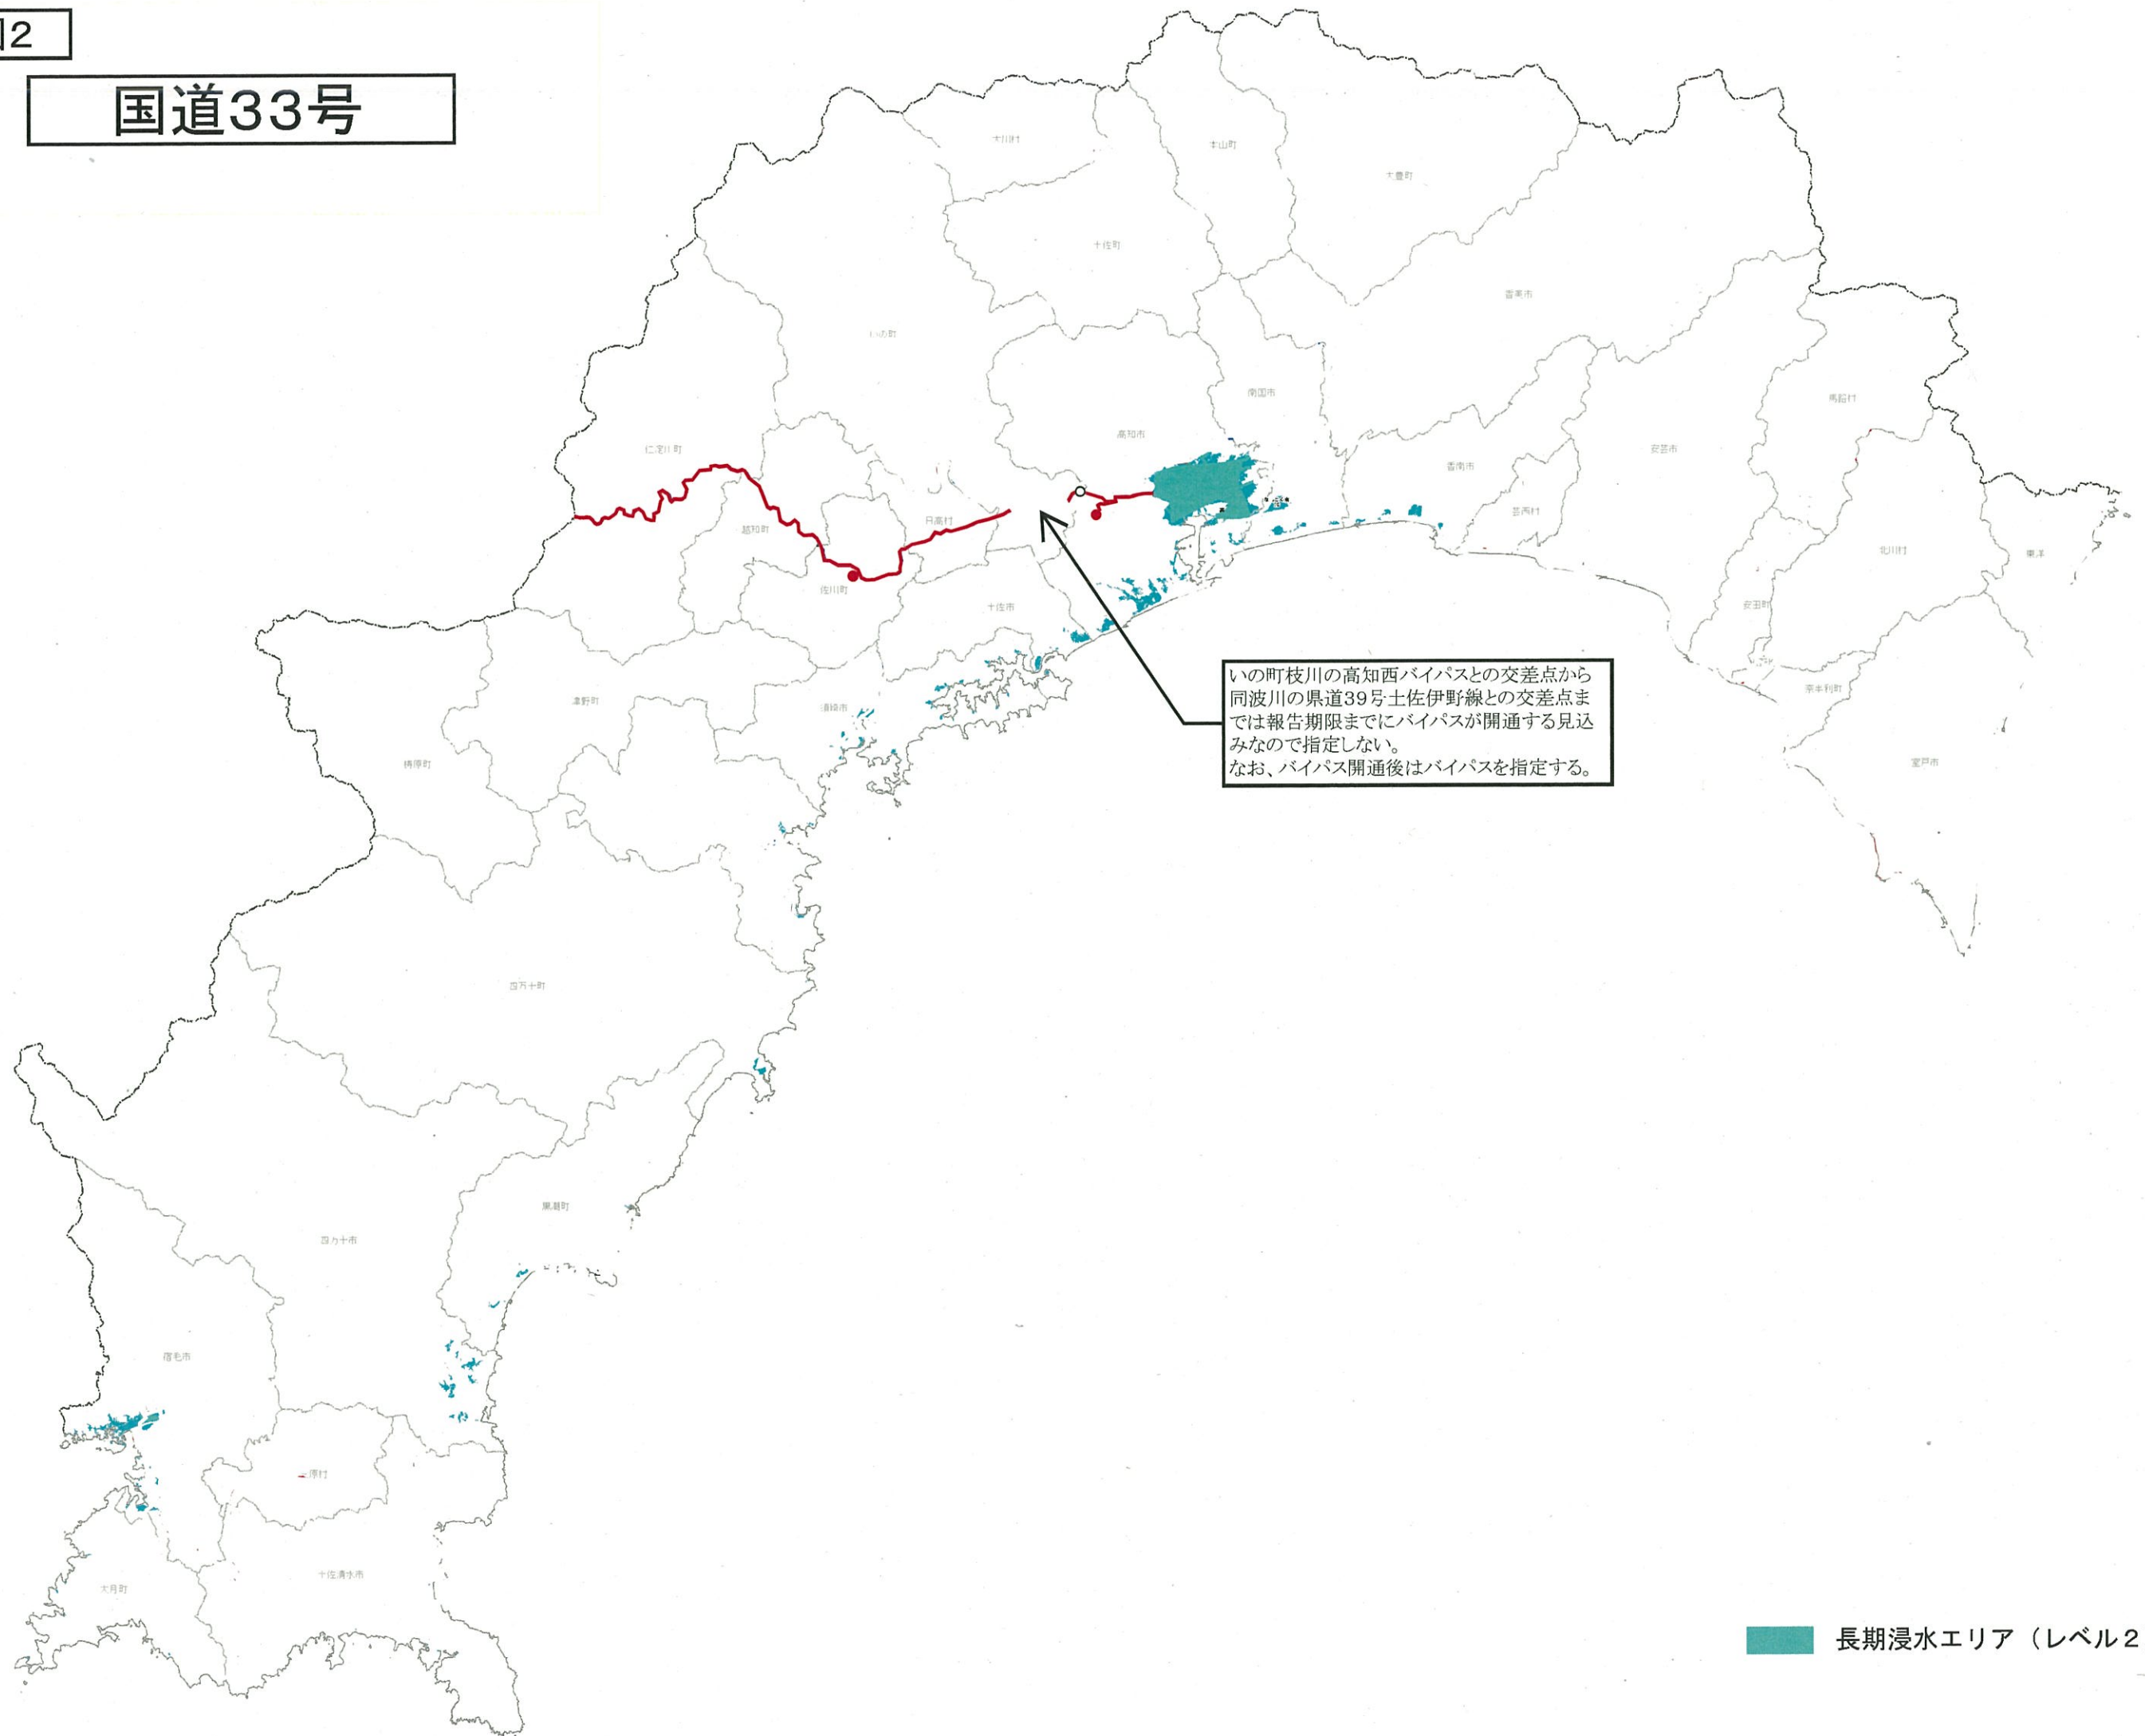 2
国道33号
大川村
本山町
大豊町
土佐町
香美市
いの町
南国市
馬路村
高知市
仁淀川町
安芸市
香南市
越知町
日高村
芸西村
北川村
東洋
佐川町
土佐市
安田町
いの町枝川の高知西バイパスとの交差点から
同波川の県道39号土佐伊野線との交差点ま
では報告期限までにバイパスが開通する見込
みなので指定しない。
なお、バイパス開通後はバイパスを指定する。
奈半利町
津野町
須崎市
梼原町
室戸市
四万十町
黒潮町
四万十市
宿毛市
原村
土佐清水市
大月町
長期浸水エリア（レベル2